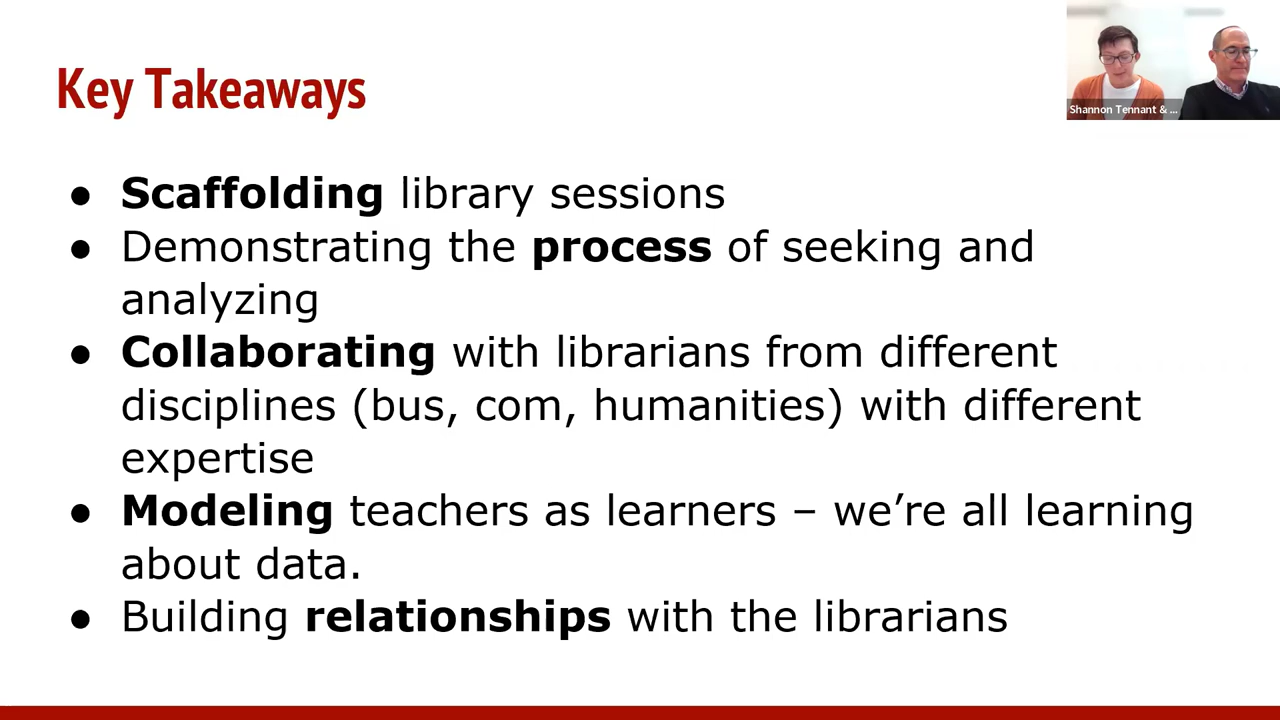 Key Takeaways
Shannon Tennant & ...
● Scaffolding library sessions
● Demonstrating the process of seeking and
analyzing
● Collaborating with librarians from different
disciplines (bus, com, humanities) with different
expertise
● Modeling teachers as learners – we’re all learning
about data.
● Building relationships with the librarians